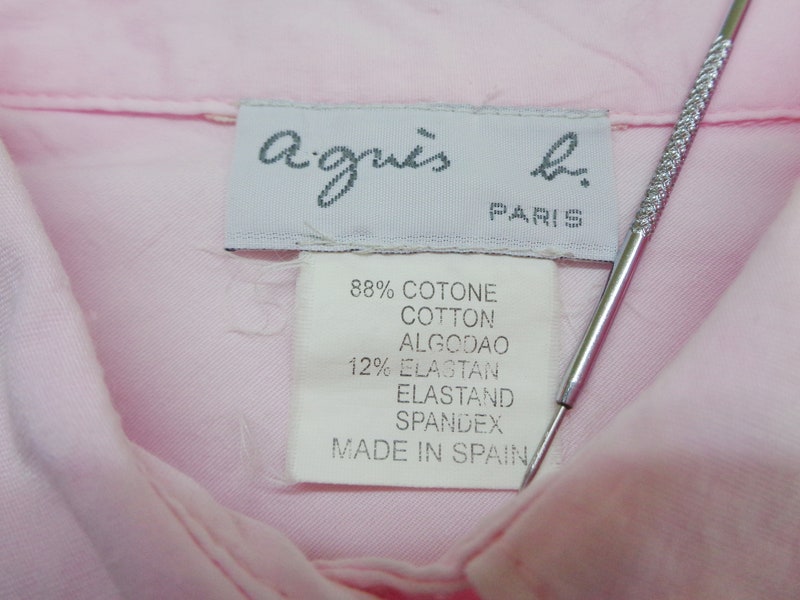 agnès b.
PARIS
88% COTONE
COTTON
ALGODAO
12% ELASTAN
ELASTAND
SPANDEX
MADE IN SPAIN